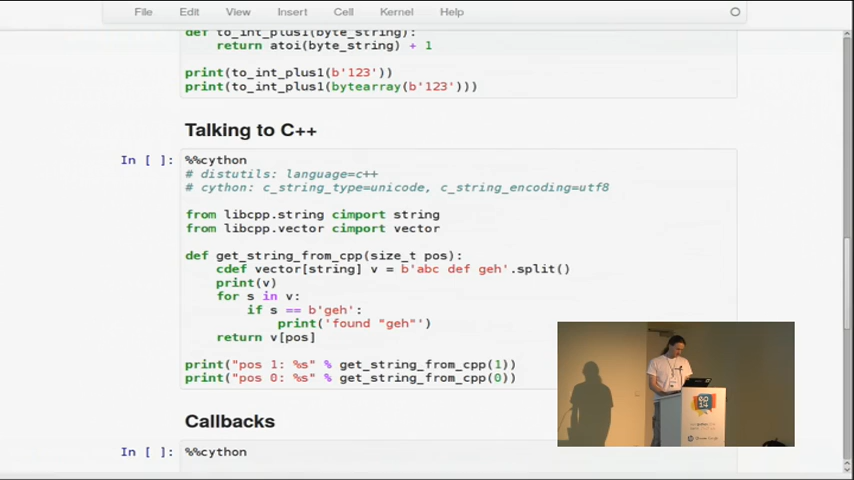 File Edit View Insert Cell Kernel Help
def to_int_plus1(byte_string):
return atoi(byte_string) + 1
print(to_int_plus1(b'123'))
print(to_int_plus1(bytearray(b'123')))
Talking to C++
In [ ]: %%cython
# distutils: language=c++
# cython: c_string_type=unicode, c_string_encoding=utf8
from libcpp.string cimport string
from libcpp.vector cimport vector
def get_string_from_cpp(size_t pos):
cdef vector[string] v = b'abc def geh'.split()
print(v)
for s in v:
if s == b'geh':
print('found "geh"')
return v[pos]
print("pos 1: %s" % get_string_from_cpp(1))
print("pos 0: %s" % get_string_from_cpp(0))
Callbacks
In [ ]: %%cython